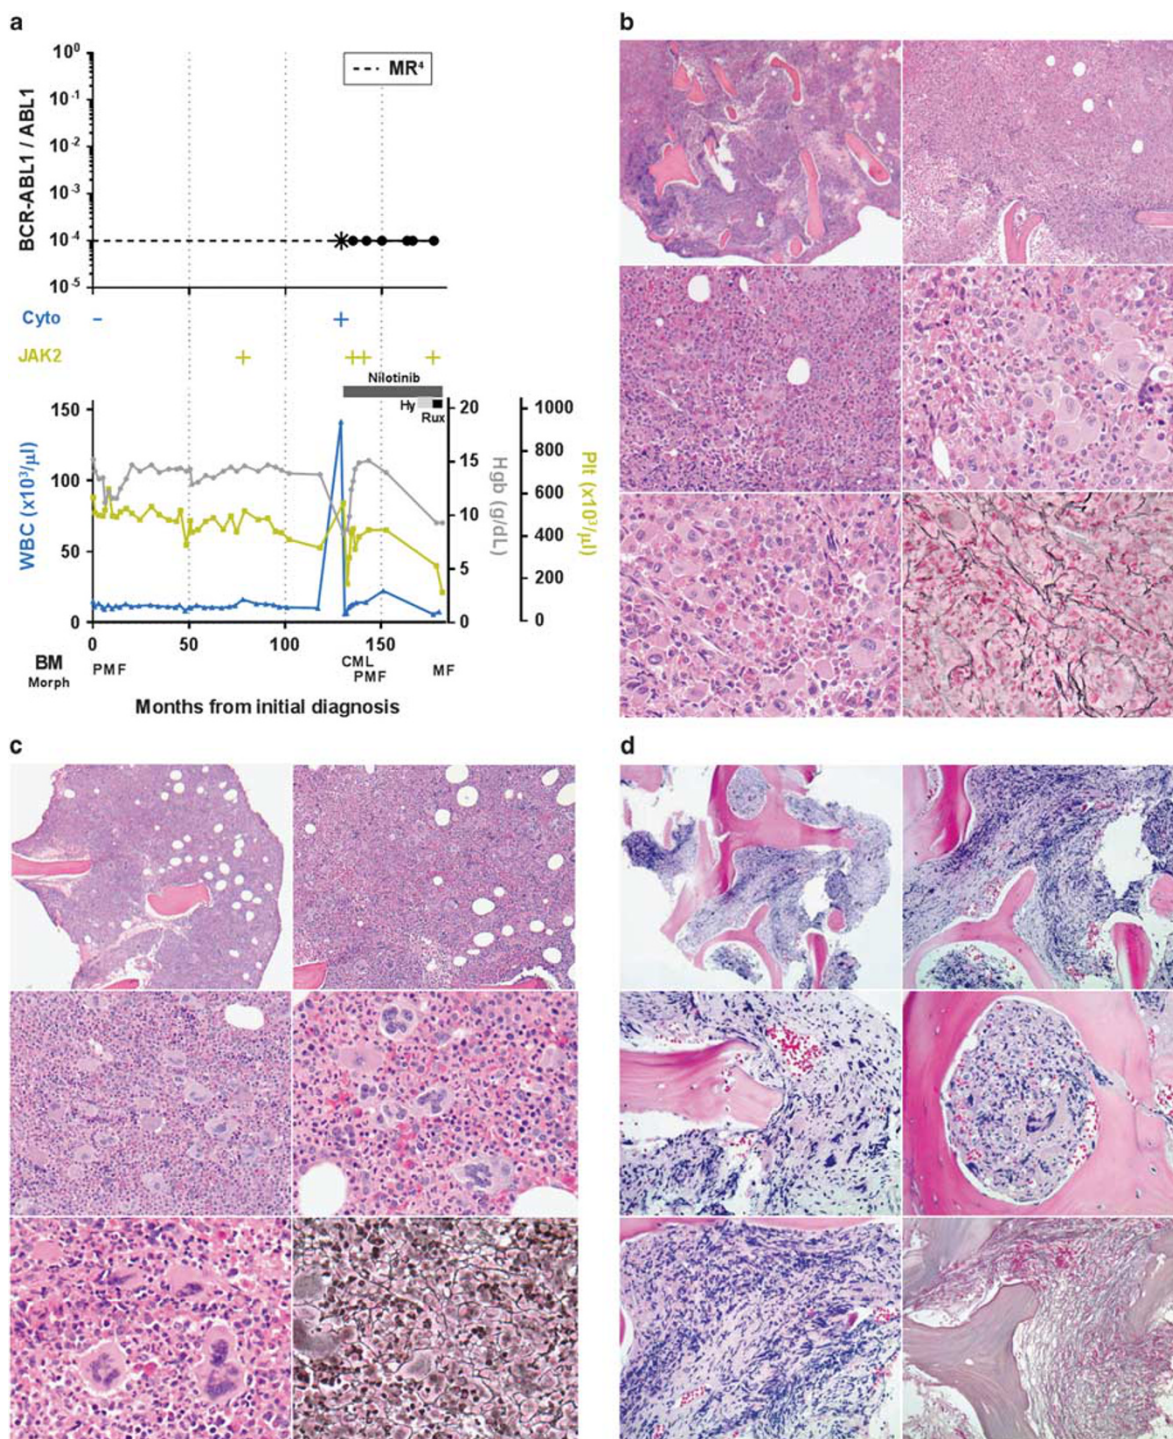 a
b
10⁰
10⁻¹
10⁻²
10⁻³
10⁻⁴
10⁻⁵
BCR-ABL1 / ABL1
MR⁴
Cyto
JAK2
Nilotinib
Hy
Rux
150
100
50
0
WBC (x10³/µl)
20
15
10
5
0
Hgb (g/dL)
1000
800
600
400
200
0
Plt (x10³/µl)
0 50 100 150
BM
Morph
PMF
CML
PMF
MF
Months from initial diagnosis
c
d